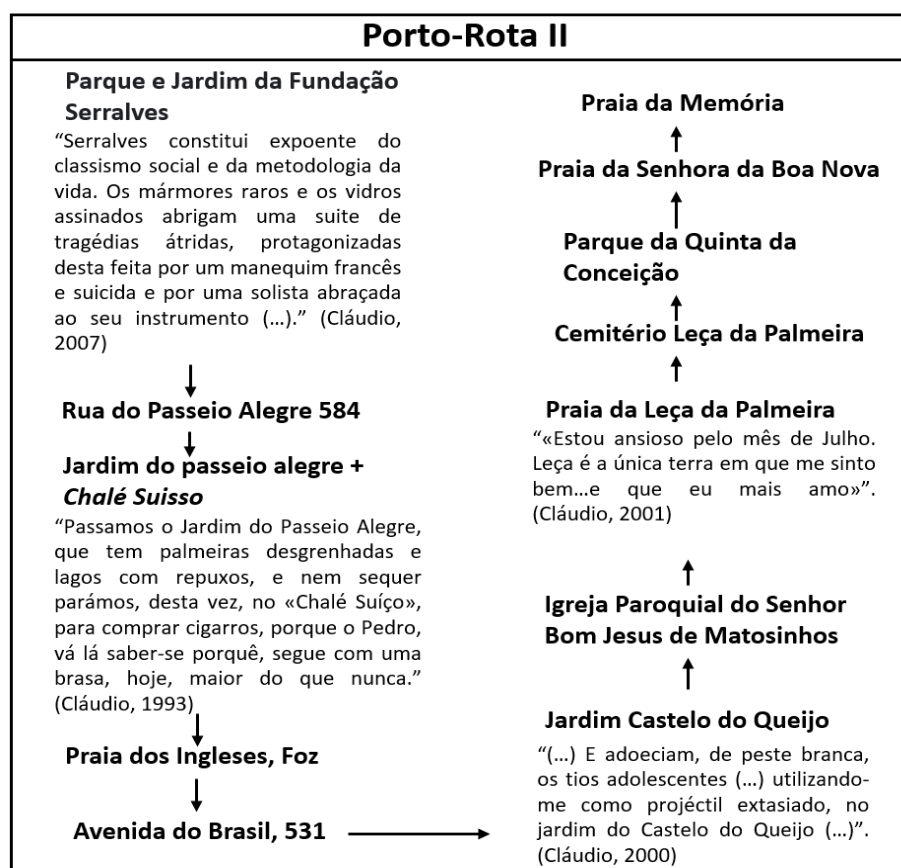 Porto-Rota II
Parque e Jardim da Fundação
Serralves
“Serralves constitui expoente do
classismo social e da metodologia da
vida. Os mármores raros e os vidros
assinados abrigam uma suite de
tragédias átridas, protagonizadas
desta feita por um manequim francês
e suicida e por uma solista abraçada
ao seu instrumento (…).” (Cláudio,
2007)
Rua do Passeio Alegre 584
Jardim do passeio alegre +
Chalé Suisso
“Passamos o Jardim do Passeio Alegre,
que tem palmeiras desgrenhadas e
lagos com repuxos, e nem sequer
parámos, desta vez, no «Chalé Suíço»,
para comprar cigarros, porque o Pedro,
vá lá saber-se porquê, segue com uma
brasa, hoje, maior do que nunca.”
(Cláudio, 1993)
Praia dos Ingleses, Foz
Avenida do Brasil, 531
Jardim Castelo do Queijo
“(…) E adoeciam, de peste branca,
os tios adolescentes (…) utilizando-
me como projéctil extasiado, no
jardim do Castelo do Queijo (…)”.
(Cláudio, 2000)
Igreja Paroquial do Senhor
Bom Jesus de Matosinhos
Praia da Leça da Palmeira
“«Estou ansioso pelo mês de Julho.
Leça é a única terra em que me sinto
bem…e que eu mais amo»”.
(Cláudio, 2001)
Cemitério Leça da Palmeira
Parque da Quinta da
Conceição
Praia da Senhora da Boa Nova
Praia da Memória